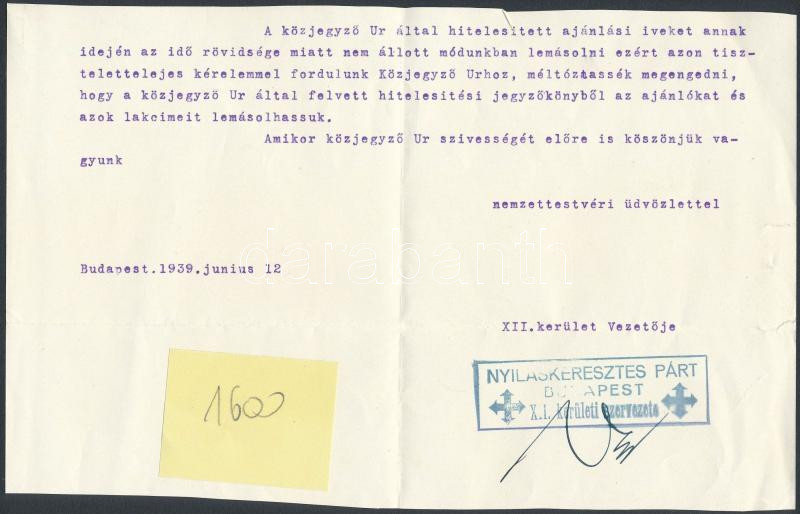 A közjegyző Ur által hitelesitett ajánlási iveket annak
idején az idő rövidsége miatt nem állott módunkban lemásolni ezért azon tisz-
telettelejes kérelemmel fordulunk Közjegyző Urhoz, méltóztassék megengedni,
hogy a közjegyző Ur által felvett hitelesitési jegyzőkönyből az ajánlókat és
azok lakcimeit lemásolhassuk.
Amikor közjegyző Ur szivességét előre is köszönjük va-
gyunk
nemzettestvéri üdvözlettel
darabanth
Budapest.1939.junius 12
XII.kerület Vezetője
NYILASKERESZTES PÁRT
BUDAPEST
X.I. kerületi szervezete
1600